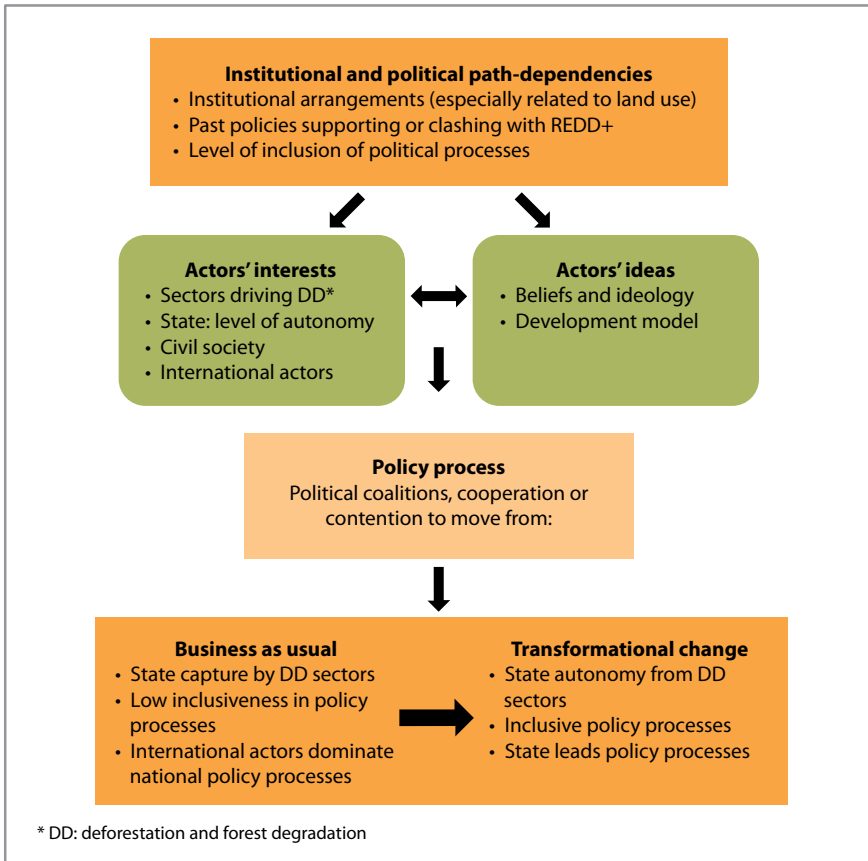 Institutional and political path-dependencies
• Institutional arrangements (especially related to land use)
• Past policies supporting or clashing with REDD+
• Level of inclusion of political processes
Actors’ interests
• Sectors driving DD*
• State: level of autonomy
• Civil society
• International actors
Actors’ ideas
• Beliefs and ideology
• Development model
Policy process
Political coalitions, cooperation or
contention to move from:
Business as usual
• State capture by DD sectors
• Low inclusiveness in policy
processes
• International actors dominate
national policy processes
Transformational change
• State autonomy from DD
sectors
• Inclusive policy processes
• State leads policy processes
* DD: deforestation and forest degradation